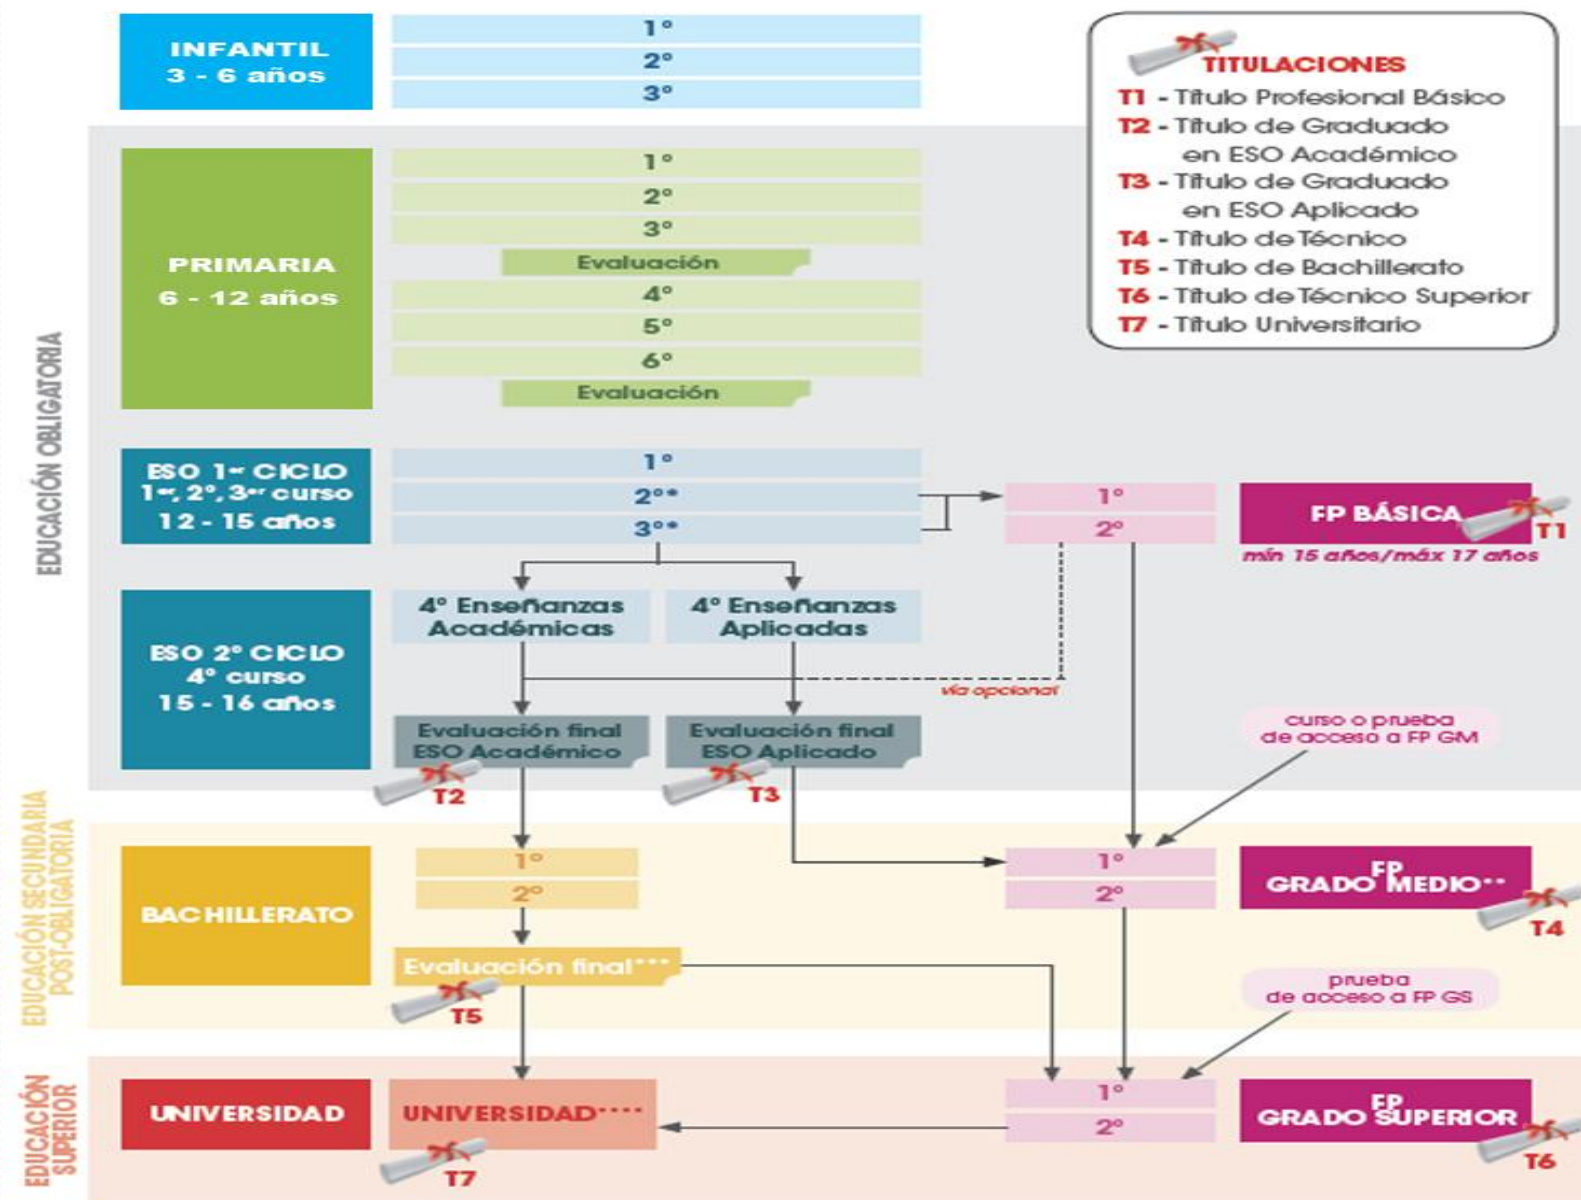 INFANTIL
3 - 6 años
1º
2º
3º
TITULACIONES
T1 - Título Profesional Básico
T2 - Título de Graduado
en ESO Académico
T3 - Título de Graduado
en ESO Aplicado
T4 - Título de Técnico
T5 - Título de Bachillerato
T6 - Título de Técnico Superior
T7 - Título Universitario
EDUCACIÓN OBLIGATORIA
PRIMARIA
6 - 12 años
1º
2º
3º
Evaluación
4º
5º
6º
Evaluación
ESO 1er CICLO
1er, 2º, 3er curso
12 - 15 años
1º
2º*
3º*
1º
2º
FP BÁSICA
T1
mín 15 años/máx 17 años
ESO 2º CICLO
4º curso
15 - 16 años
4º Enseñanzas
Académicas
4º Enseñanzas
Aplicadas
vía opcional
Evaluación final
ESO Académico
T2
Evaluación final
ESO Aplicado
T3
curso o prueba
de acceso a FP GM
EDUCACIÓN SECUNDARIA
POST-OBLIGATORIA
BACHILLERATO
1º
2º
Evaluación final***
T5
1º
2º
FP
GRADO MEDIO**
T4
prueba
de acceso a FP GS
EDUCACIÓN
SUPERIOR
UNIVERSIDAD
UNIVERSIDAD****
T7
1º
2º
FP
GRADO SUPERIOR
T6